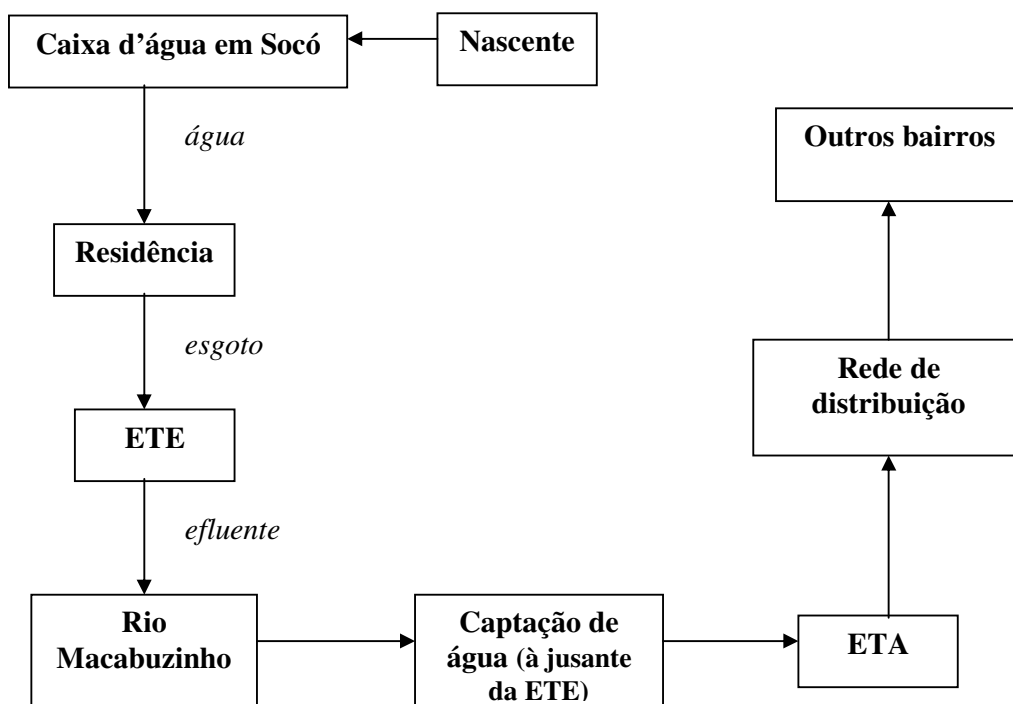 Caixa d'água em Socó
Nascente
água
Outros bairros
Residência
esgoto
Rede de
distribuição
ETE
efluente
Rio
Macabuzinho
Captação de
água (à jusante
da ETE)
ETA